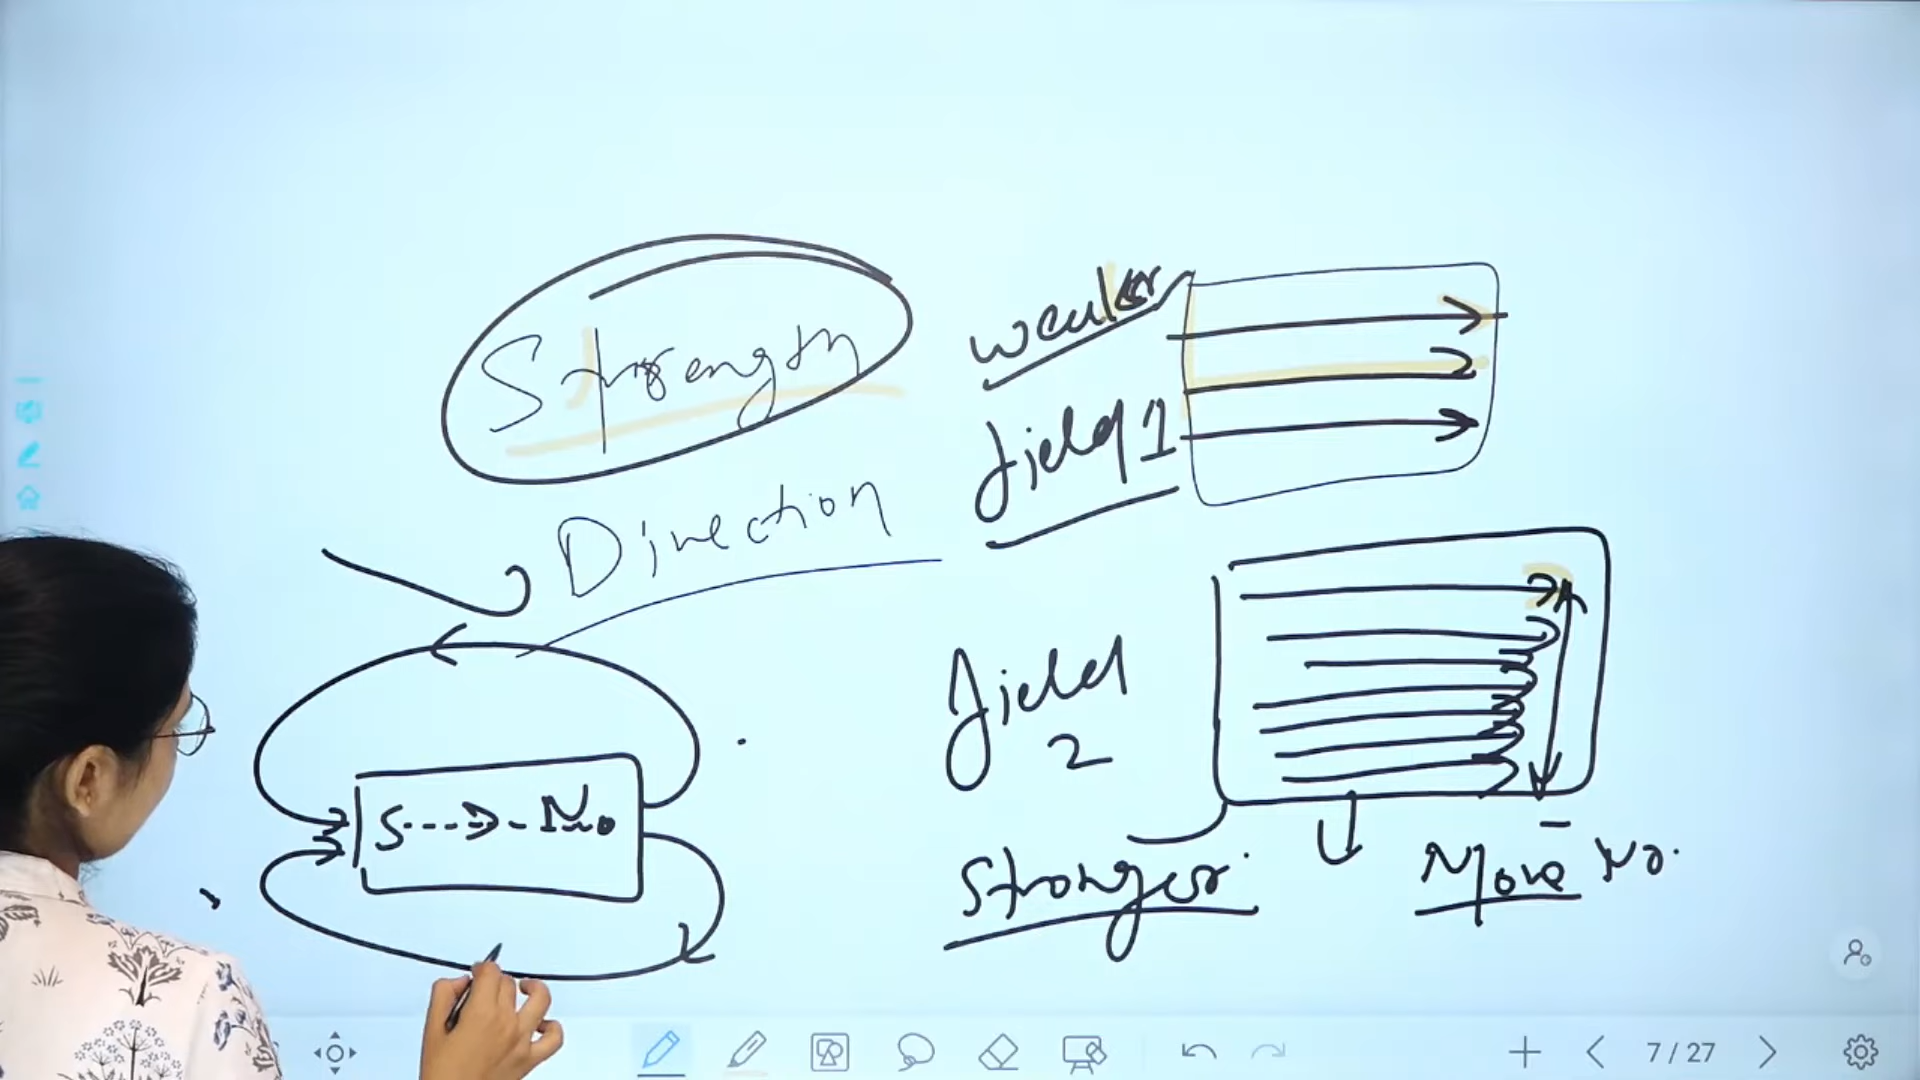 Strength
Direction
weaker
field 1
field
2
Stronger
More No.
S N
7 / 27